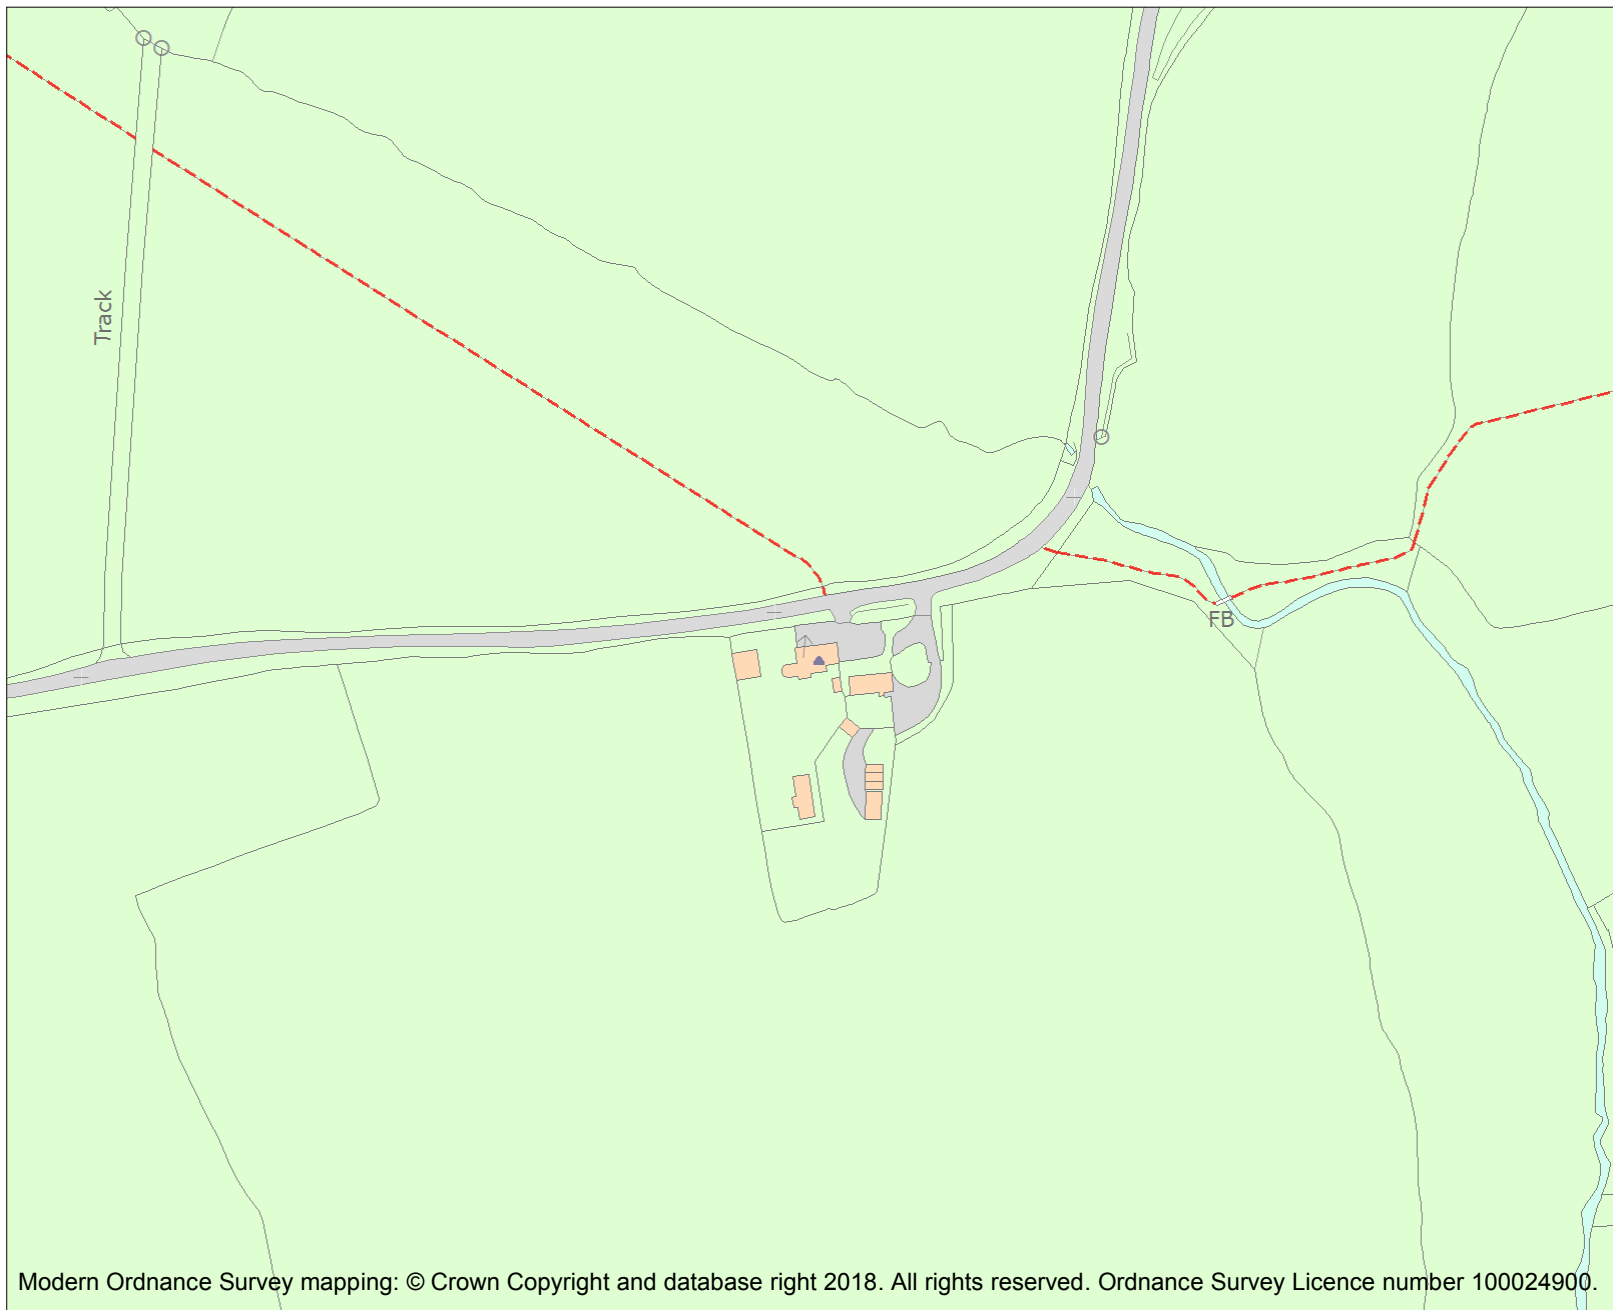 Track
FB
Modern Ordnance Survey mapping: © Crown Copyright and database right 2018. All rights reserved. Ordnance Survey Licence number 100024900.